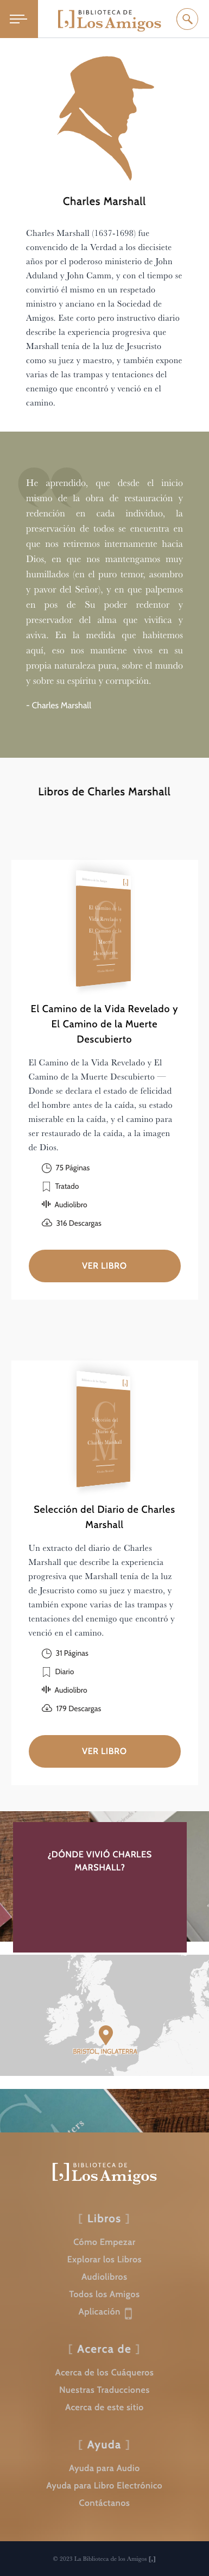 BIBLIOTECA DE
Los Amigos
Charles Marshall
Charles Marshall (1637-1698) fue
convencido de la Verdad a los diecisiete
años por el poderoso ministerio de John
Aduland y John Camm, y con el tiempo se
convirtió él mismo en un respetado
ministro y anciano en la Sociedad de
Amigos. Este corto pero instructivo diario
describe la experiencia progresiva que
Marshall tenía de la luz de Jesucristo
como su juez y maestro, y también expone
varias de las trampas y tentaciones del
enemigo que encontró y venció en el
camino.
He aprendido, que desde el inicio
mismo de la obra de restauración y
redención en cada individuo, la
preservación de todos se encuentra en
que nos retiremos internamente hacia
Dios, en que nos mantengamos muy
humillados (en el puro temor, asombro
y pavor del Señor), y en que palpemos
en pos de Su poder redentor y
preservador del alma que vivifica y
aviva. En la medida que habitemos
aquí, eso nos mantiene vivos en su
propia naturaleza pura, sobre el mundo
y sobre su espíritu y corrupción.
- Charles Marshall
Libros de Charles Marshall
El Camino de la
Vida Revelado y
El Camino de la
Muerte
Descubierto
El Camino de la Vida Revelado y
El Camino de la Muerte
Descubierto
El Camino de la Vida Revelado y El
Camino de la Muerte Descubierto —
Donde se declara el estado de felicidad
del hombre antes de la caída, su estado
miserable en la caída, y el camino para
ser restaurado de la caída, a la imagen
de Dios.
75 Páginas
Tratado
Audiolibro
316 Descargas
VER LIBRO
Selección del
Diario de
Charles Marshall
Selección del Diario de Charles
Marshall
Un extracto del diario de Charles
Marshall que describe la experiencia
progresiva que Marshall tenía de la luz
de Jesucristo como su juez y maestro, y
también expone varias de las trampas y
tentaciones del enemigo que encontró y
venció en el camino.
31 Páginas
Diario
Audiolibro
179 Descargas
VER LIBRO
¿DÓNDE VIVIÓ CHARLES
MARSHALL?
BRISTOL, INGLATERRA
BIBLIOTECA DE
Los Amigos
[ Libros ]
Cómo Empezar
Explorar los Libros
Audiolibros
Todos los Amigos
Aplicación
[ Acerca de ]
Acerca de los Cuáqueros
Nuestras Traducciones
Acerca de este sitio
[ Ayuda ]
Ayuda para Audio
Ayuda para Libro Electrónico
Contáctanos
© 2023 La Biblioteca de los Amigos